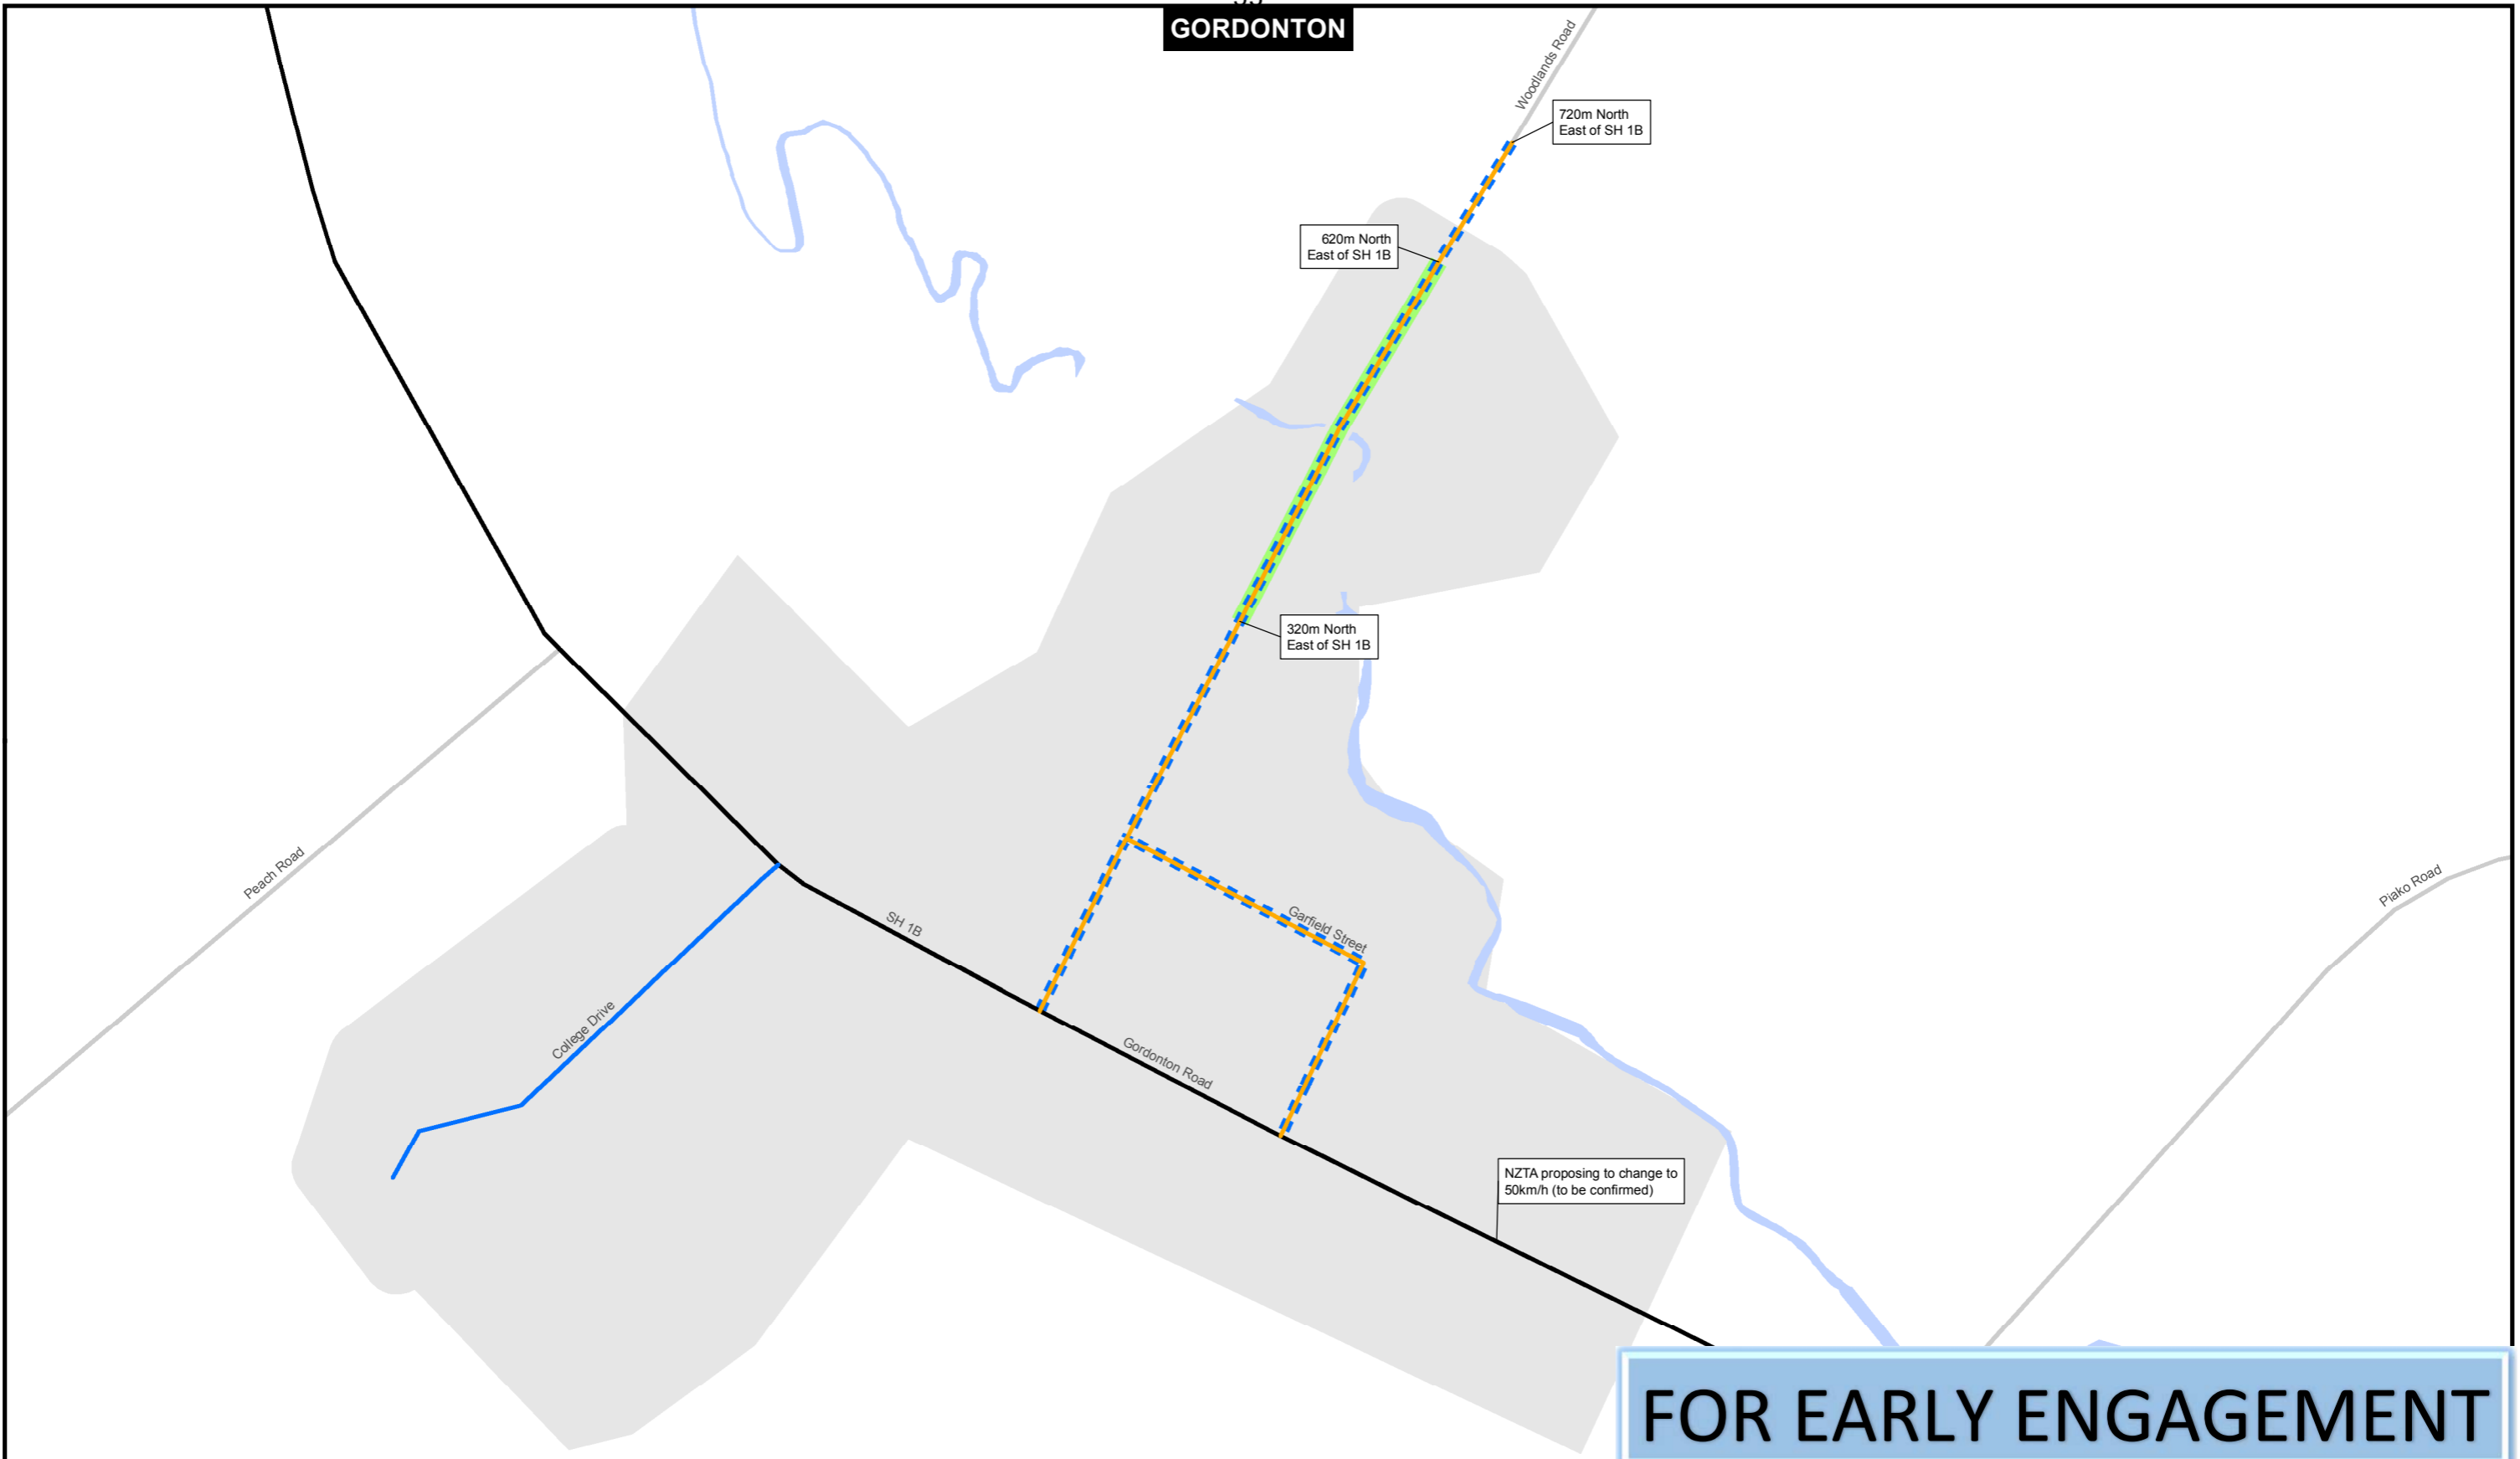 GORDONTON
Woodlands Road
720m North
East of SH 1B
620m North
East of SH 1B
320m North
East of SH 1B
Peach Road
Piako Road
SH 1B
Garfield Street
College Drive
Gordonton Road
NZTA proposing to change to
50km/h (to be confirmed)
FOR EARLY ENGAGEMENT